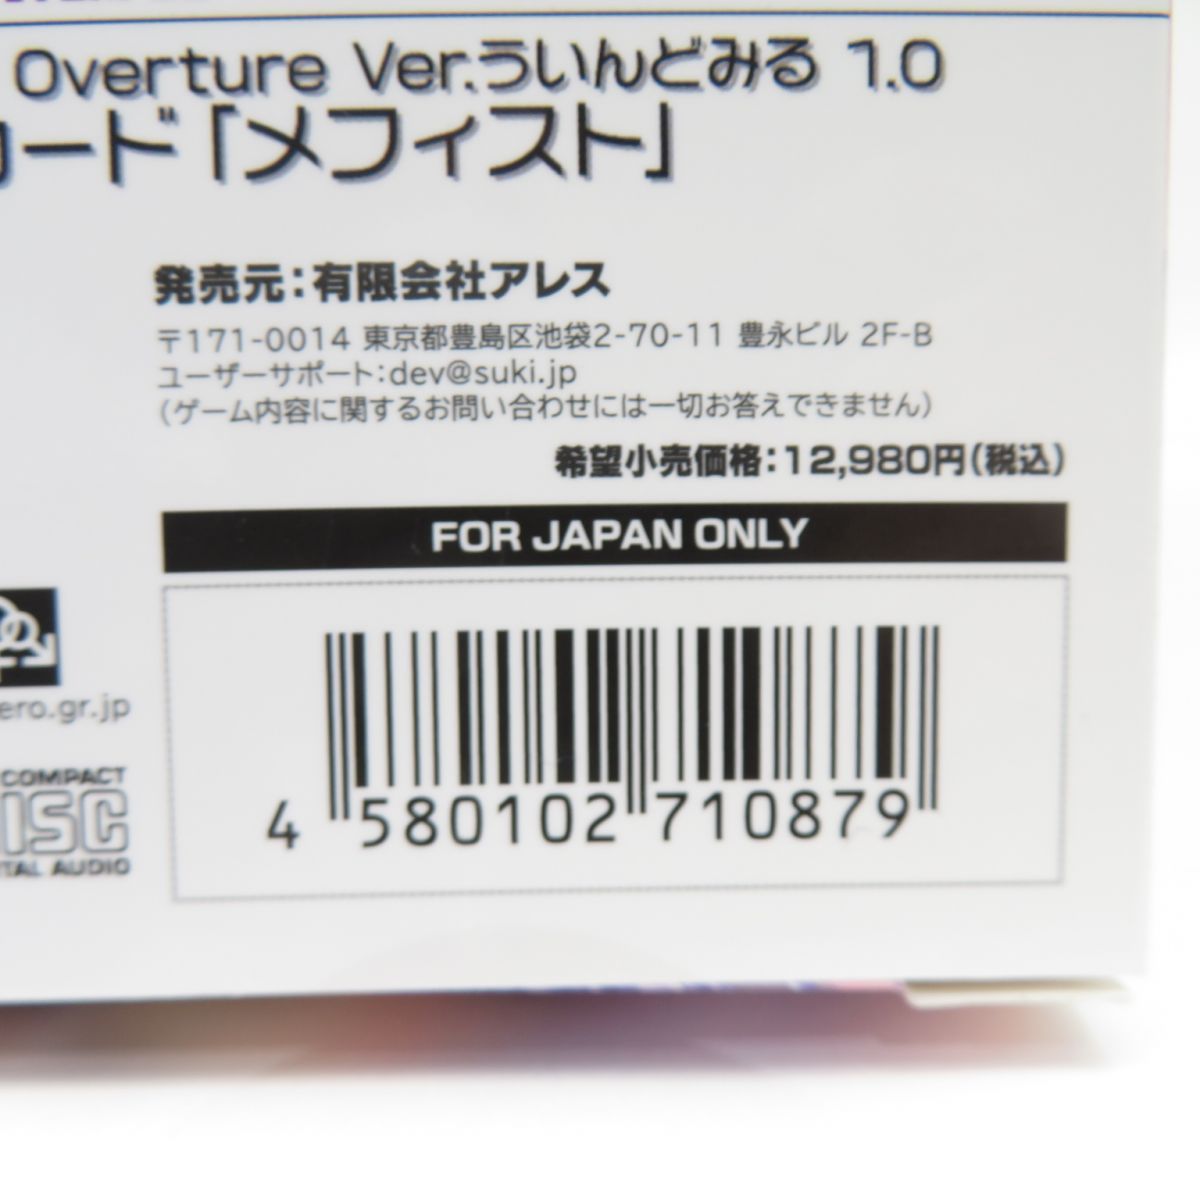 Overture Ver.ういんどみる 1.0
コード「メフィスト」
発売元：有限会社アレス
〒171-0014 東京都豊島区池袋2-70-11 豊永ビル 2F-B
ユーザーサポート：dev@suki.jp
（ゲーム内容に関するお問い合わせには一切お答えできません）
希望小売価格：12,980円（税込）
FOR JAPAN ONLY
ero.gr.jp
COMPACT
DISC
ITAL AUDIO
4 580102 710879